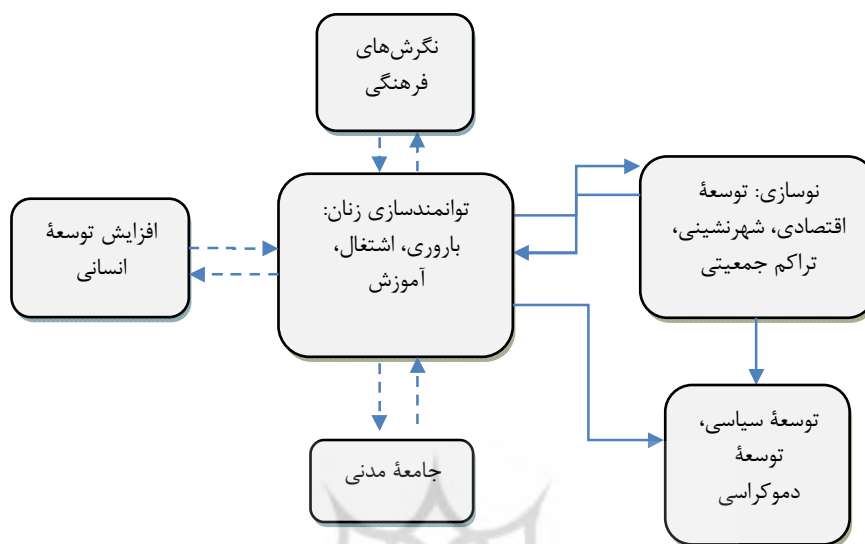 نگرش‌های
فرهنگی
توانمندسازی زنان:
باروری، اشتغال،
آموزش
نوسازی: توسعهٔ
اقتصادی، شهرنشینی،
تراکم جمعیتی
افزایش توسعهٔ
انسانی
توسعهٔ سیاسی،
توسعهٔ
دموکراسی
جامعهٔ مدنی